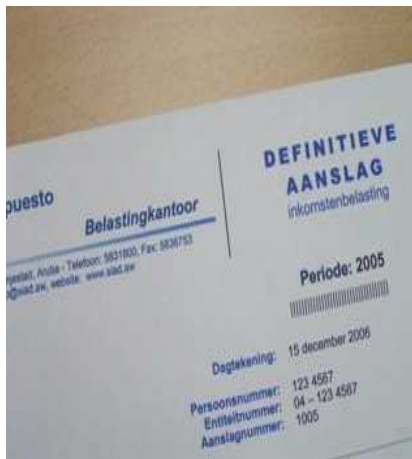 puesto
Belastingkantoor
Aruba - Telefoon: 5831800, Fax: 5836753
website: www.siad.aw
DEFINITIEVE
AANSLAG
inkomstenbelasting
Periode: 2005
Dagtekening: 15 december 2006
Persoonsnummer: 123 4567
Entiteitnummer: 04 – 123 4567
Aanslagnummer: 1005